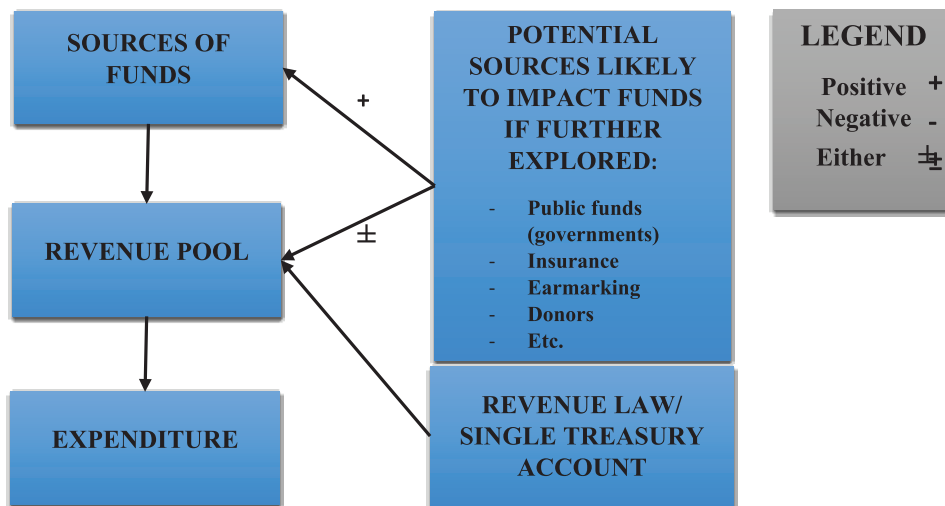 SOURCES OF
FUNDS
+
±
REVENUE POOL
EXPENDITURE
POTENTIAL
SOURCES LIKELY
TO IMPACT FUNDS
IF FURTHER
EXPLORED:
- Public funds
(governments)
- Insurance
- Earmarking
- Donors
- Etc.
REVENUE LAW/
SINGLE TREASURY
ACCOUNT
LEGEND
Positive +
Negative -
Either ±±